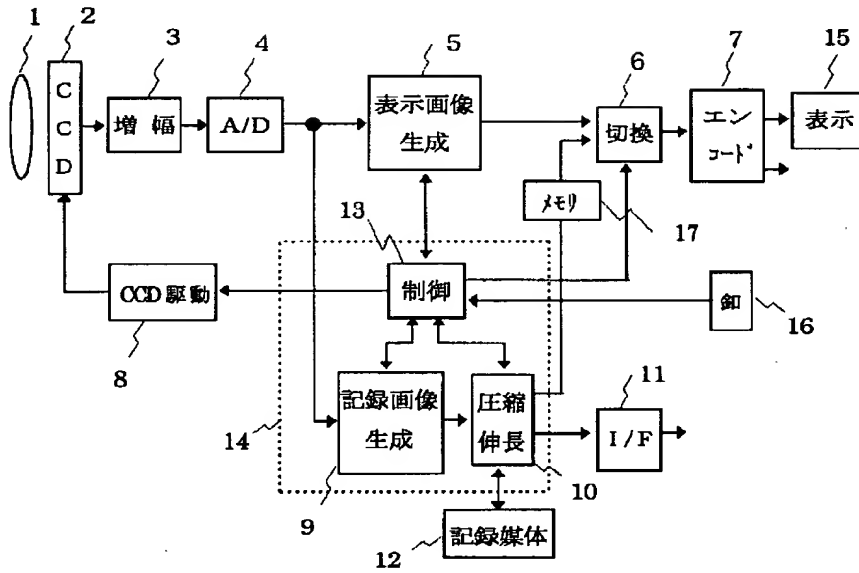 1
2
3
4
5
6
7
15
CCD
増幅
A/D
表示画像
生成
切換
エン
コード
表示
メモリ
17
13
制御
CCD駆動
8
釦
16
14
記録画像
生成
圧縮
伸長
11
I/F
9
10
12
記録媒体